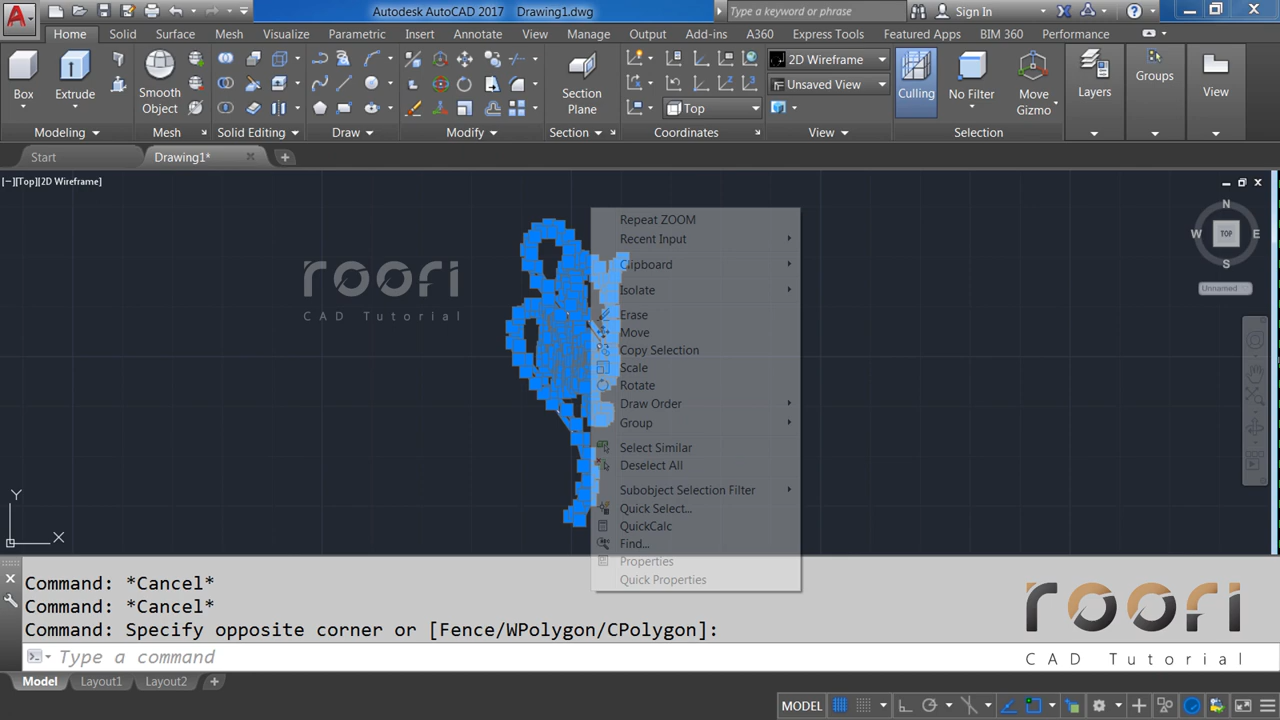 Autodesk AutoCAD 2017 Drawing1.dwg
Type a keyword or phrase
Sign In
Home Solid Surface Mesh Visualize Parametric Insert Annotate View Manage Output Add-ins A360 Express Tools Featured Apps BIM 360 Performance
Box
Extrude
Smooth
Object
Section
Plane
Top
2D Wireframe
Unsaved View
Culling
No Filter
Move
Gizmo
Layers
Groups
View
Modeling Mesh Solid Editing Draw Modify Section Coordinates View Selection
Start Drawing1*
[−][Top][2D Wireframe]
N
W TOP E
S
Unnamed
roori
CAD Tutorial
Repeat ZOOM
Recent Input
Clipboard
Isolate
Erase
Move
Copy Selection
Scale
Rotate
Draw Order
Group
Select Similar
Deselect All
Subobject Selection Filter
Quick Select...
QuickCalc
Find...
Properties
Quick Properties
Y
X
Command: *Cancel*
Command: *Cancel*
Command: Specify opposite corner or [Fence/WPolygon/CPolygon]:
Type a command
roori
CAD Tutorial
Model Layout1 Layout2
MODEL